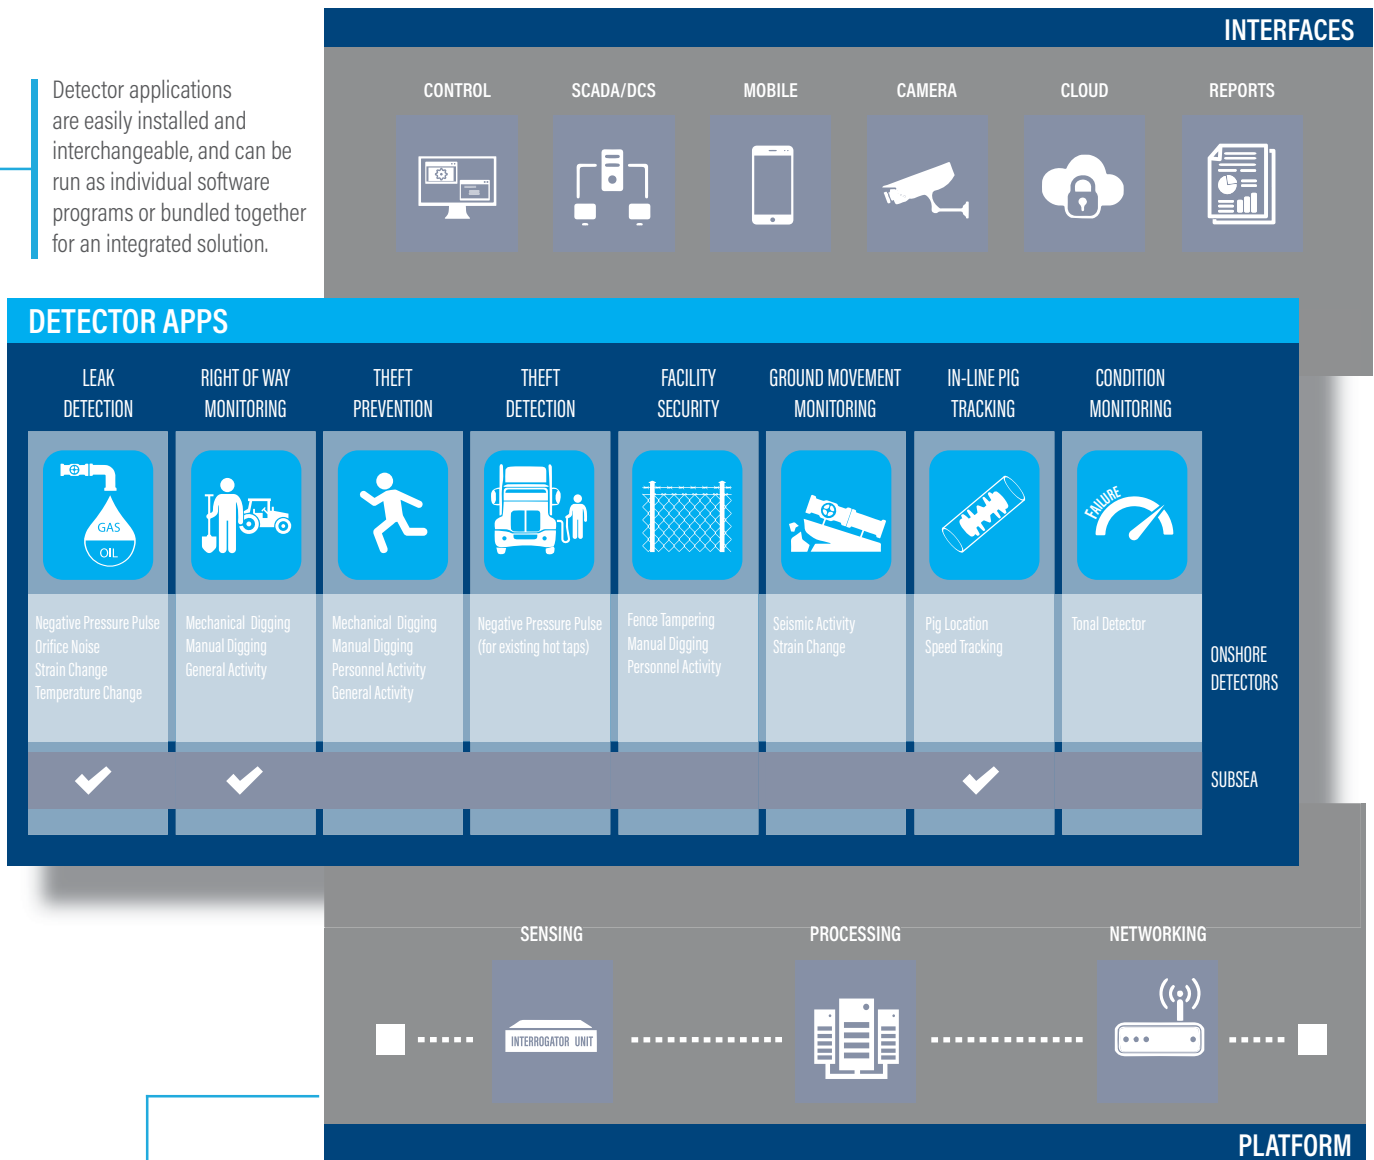 INTERFACES
Detector applications
are easily installed and
interchangeable, and can be
run as individual software
programs or bundled together
for an integrated solution.
CONTROL
SCADA/DCS
MOBILE
CAMERA
CLOUD
REPORTS
DETECTOR APPS
LEAK
DETECTION
RIGHT OF WAY
MONITORING
THEFT
PREVENTION
THEFT
DETECTION
FACILITY
SECURITY
GROUND MOVEMENT
MONITORING
IN-LINE PIG
TRACKING
CONDITION
MONITORING
GAS
OIL
FAILURE
Negative Pressure Pulse
Orifice Noise
Strain Change
Temperature Change
Mechanical Digging
Manual Digging
General Activity
Mechanical Digging
Manual Digging
Personnel Activity
General Activity
Negative Pressure Pulse
(for existing hot taps)
Fence Tampering
Manual Digging
Personnel Activity
Seismic Activity
Strain Change
Pig Location
Speed Tracking
Tonal Detector
ONSHORE
DETECTORS
SUBSEA
SENSING
PROCESSING
NETWORKING
INTERROGATOR UNIT
PLATFORM